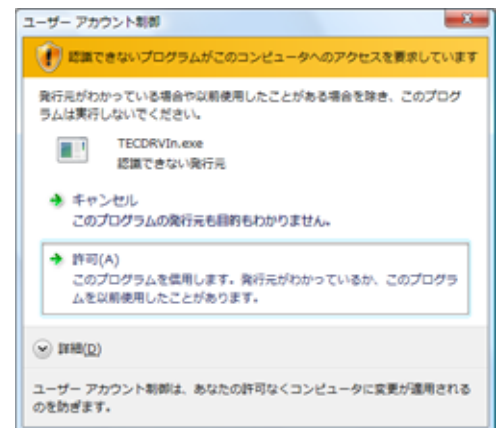 ユーザー アカウント制御
認識できないプログラムがこのコンピュータへのアクセスを要求しています
発行元がわかっている場合や以前使用したことがある場合を除き、このプログ
ラムは実行しないでください。
TECDRVIn.exe
認識できない発行元
キャンセル
このプログラムの発行元も目的もわかりません。
許可(A)
このプログラムを信用します。発行元がわかっているか、このプログラ
ムを以前使用したことがあります。
詳細(D)
ユーザー アカウント制御は、あなたの許可なくコンピュータに変更が適用される
のを防ぎます。